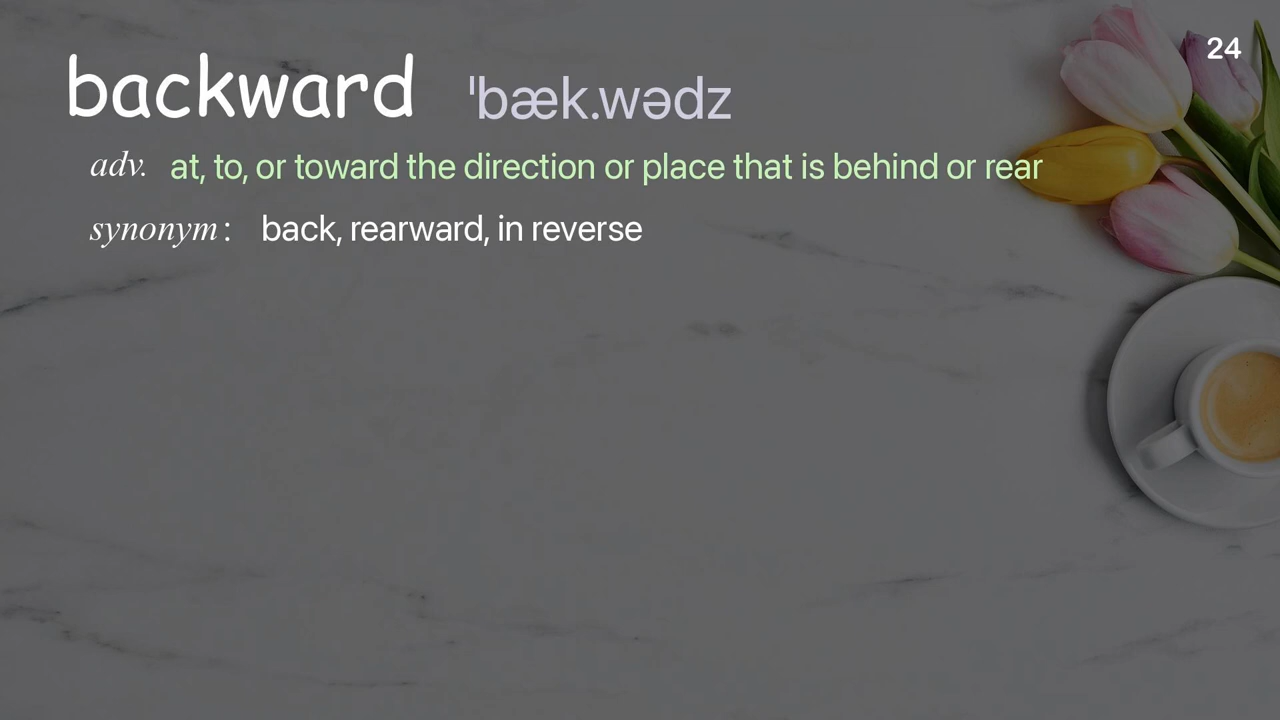 24
backward ˈbæk.wədz
adv. at, to, or toward the direction or place that is behind or rear
synonym: back, rearward, in reverse